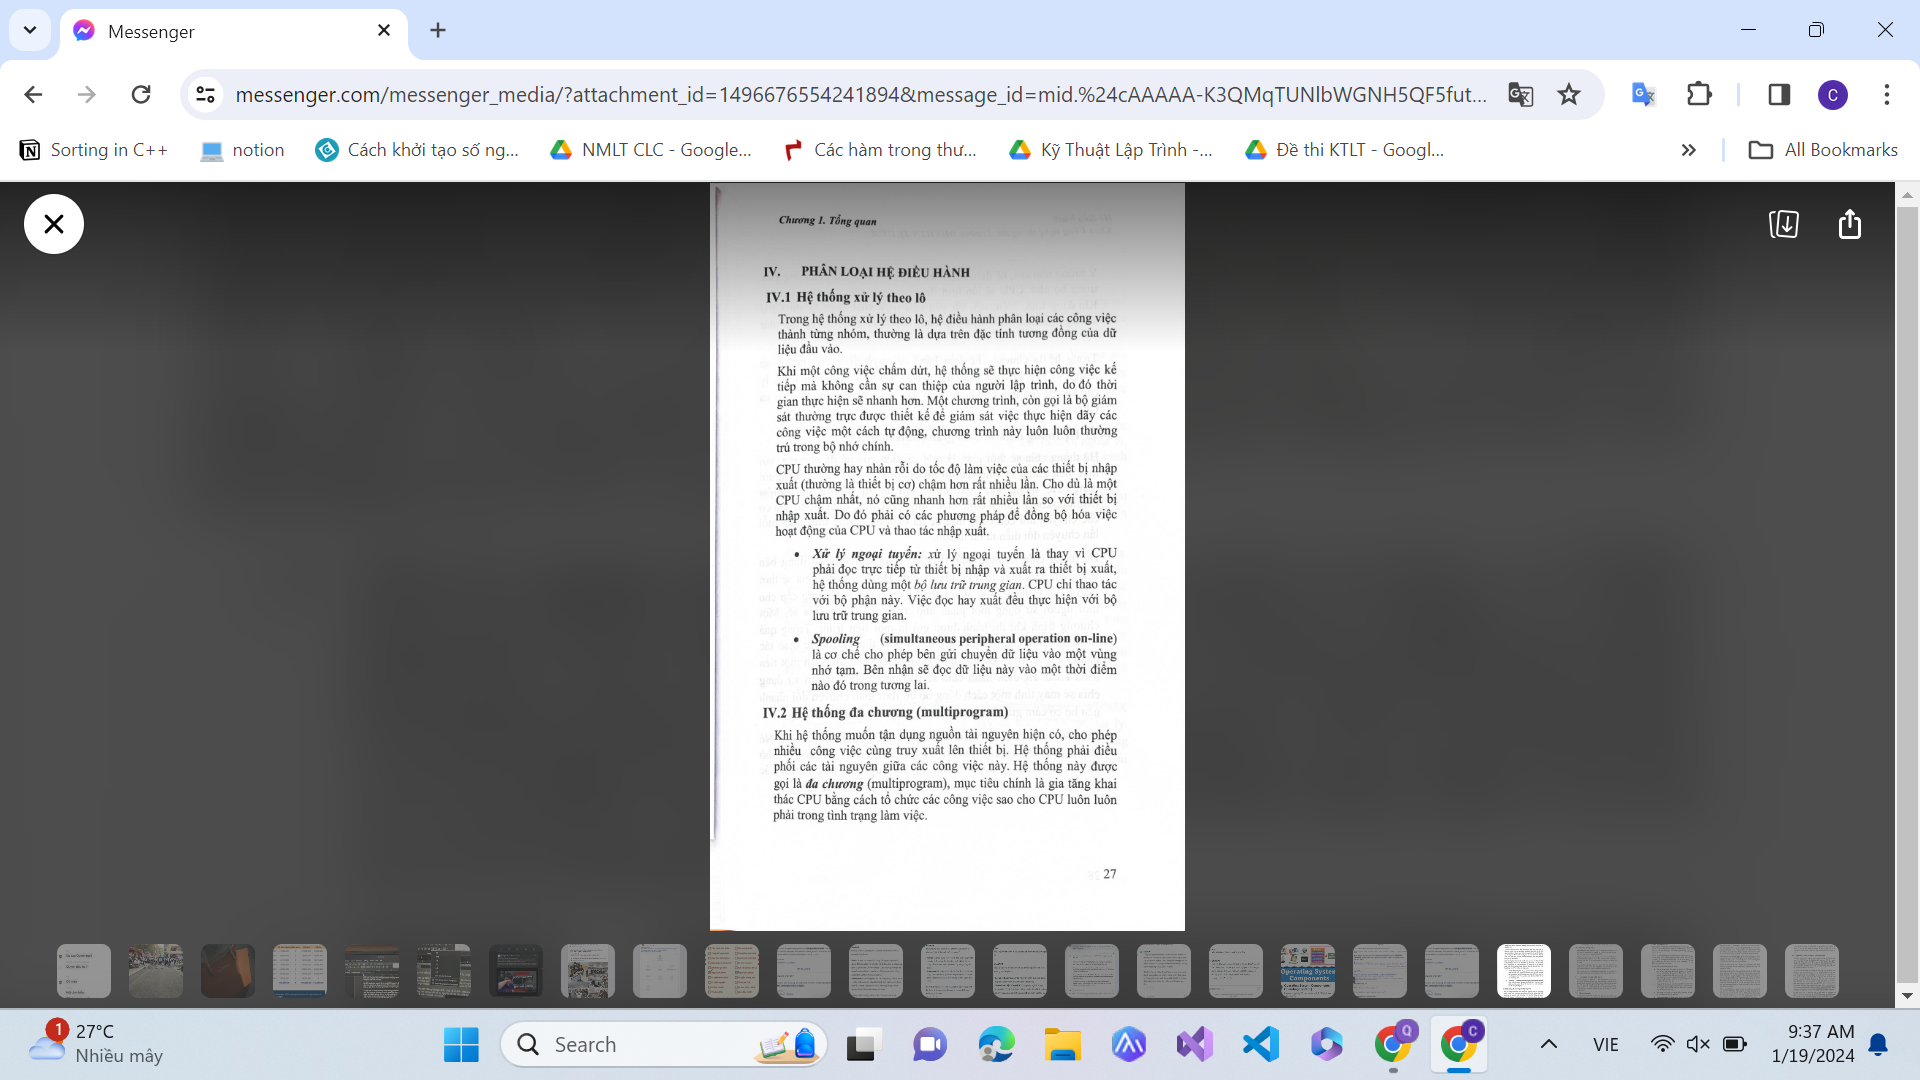 Messenger
messenger.com/messenger_media/?attachment_id=1496676554241894&message_id=mid.%24cAAAAA-K3QMqTUNlbWGNH5QF5fut...
C
Sorting in C++
notion
Cách khởi tạo số ng...
NMLT CLC - Google...
Các hàm trong thư...
Kỹ Thuật Lập Trình -...
Đề thi KTLT - Googl...
All Bookmarks
Chương 1. Tổng quan
IV. PHÂN LOẠI HỆ ĐIỀU HÀNH
IV.1 Hệ thống xử lý theo lô
Trong hệ thống xử lý theo lô, hệ điều hành phân loại các công việc
thành từng nhóm, thường là dựa trên đặc tính tương đồng của dữ
liệu đầu vào.
Khi một công việc chấm dứt, hệ thống sẽ thực hiện công việc kế
tiếp mà không cần sự can thiệp của người lập trình, do đó thời
gian thực hiện sẽ nhanh hơn. Một chương trình, còn gọi là bộ giám
sát thường trực được thiết kế để giám sát việc thực hiện dãy các
công việc một cách tự động, chương trình này luôn luôn thường
trú trong bộ nhớ chính.
CPU thường hay nhàn rỗi do tốc độ làm việc của các thiết bị nhập
xuất (thường là thiết bị cơ) chậm hơn rất nhiều lần. Cho dù là một
CPU chậm nhất, nó cũng nhanh hơn rất nhiều lần so với thiết bị
nhập xuất. Do đó phải có các phương pháp để đồng bộ hóa việc
hoạt động của CPU và thao tác nhập xuất.
• Xử lý ngoại tuyến: xử lý ngoại tuyến là thay vì CPU
phải đọc trực tiếp từ thiết bị nhập và xuất ra thiết bị xuất,
hệ thống dùng một bộ lưu trữ trung gian. CPU chỉ thao tác
với bộ phận này. Việc đọc hay xuất đều thực hiện với bộ
lưu trữ trung gian.
• Spooling (simultaneous peripheral operation on-line)
là cơ chế cho phép bên gửi chuyển dữ liệu vào một vùng
nhớ tạm. Bên nhận sẽ đọc dữ liệu này vào một thời điểm
nào đó trong tương lai.
IV.2 Hệ thống đa chương (multiprogram)
Khi hệ thống muốn tận dụng nguồn tài nguyên hiện có, cho phép
nhiều công việc cùng truy xuất lên thiết bị. Hệ thống phải điều
phối các tài nguyên giữa các công việc này. Hệ thống này được
gọi là đa chương (multiprogram), mục tiêu chính là gia tăng khai
thác CPU bằng cách tổ chức các công việc sao cho CPU luôn luôn
phải trong tình trạng làm việc.
27
Operating System
Components
1
27°C
Nhiều mây
Search
Q
C
VIE
9:37 AM
1/19/2024